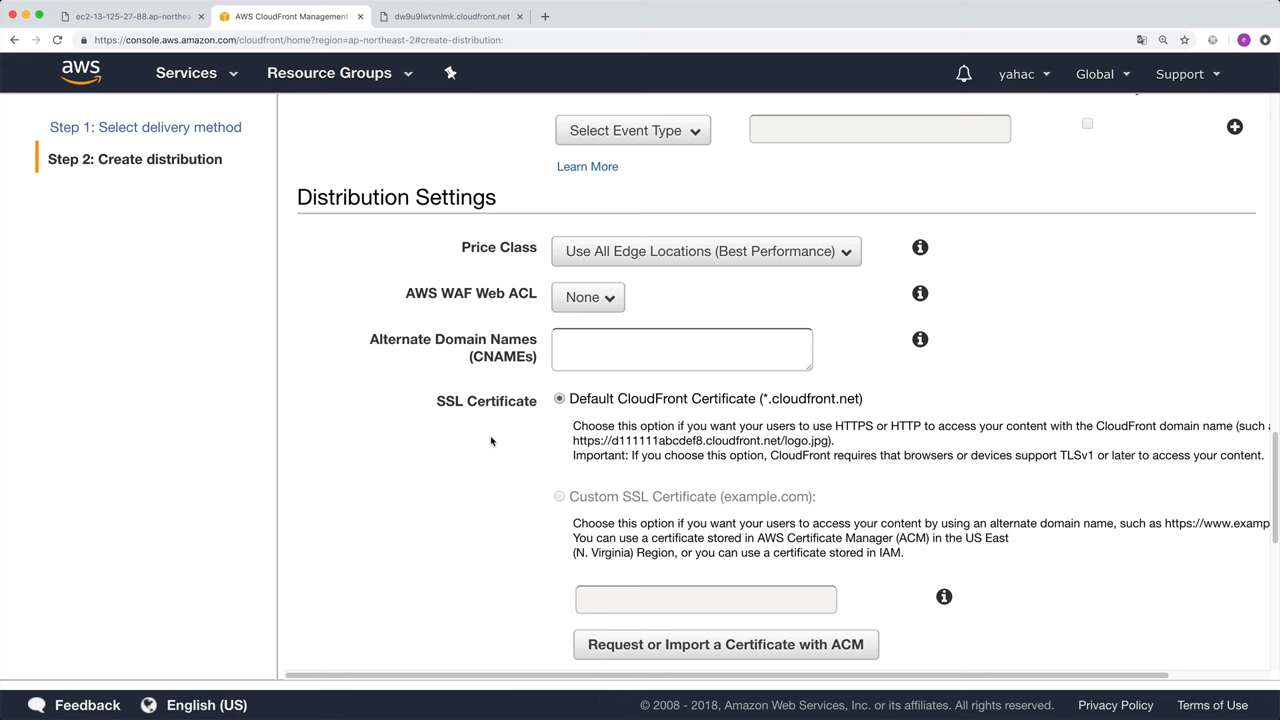 ec2-13-125-27-88.ap-northea
AWS CloudFront Management
dw9u9lwtvnlmk.cloudfront.net
https://console.aws.amazon.com/cloudfront/home?region=ap-northeast-2#create-distribution:
e
aws
Services
Resource Groups
yahac
Global
Support
Step 1: Select delivery method
Step 2: Create distribution
Select Event Type
Learn More
Distribution Settings
Price Class
Use All Edge Locations (Best Performance)
AWS WAF Web ACL
None
Alternate Domain Names
(CNAMEs)
SSL Certificate
Default CloudFront Certificate (*.cloudfront.net)
Choose this option if you want your users to use HTTPS or HTTP to access your content with the CloudFront domain name (such
https://d111111abcdef8.cloudfront.net/logo.jpg).
Important: If you choose this option, CloudFront requires that browsers or devices support TLSv1 or later to access your content.
Custom SSL Certificate (example.com):
Choose this option if you want your users to access your content by using an alternate domain name, such as https://www.examp
You can use a certificate stored in AWS Certificate Manager (ACM) in the US East
(N. Virginia) Region, or you can use a certificate stored in IAM.
Request or Import a Certificate with ACM
Feedback
English (US)
© 2008 - 2018, Amazon Web Services, Inc. or its affiliates. All rights reserved.
Privacy Policy
Terms of Use